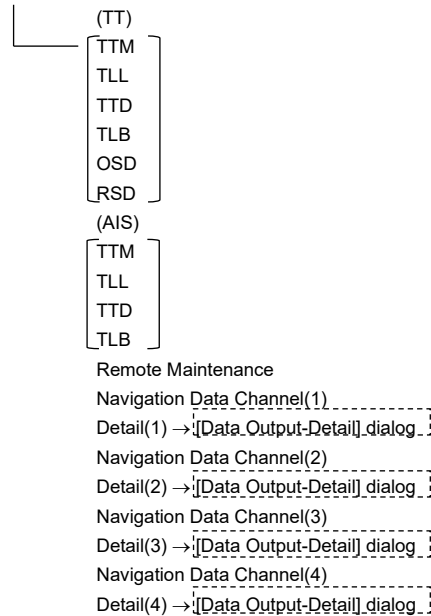 (TT)
TTM
TLL
TTD
TLB
OSD
RSD
(AIS)
TTM
TLL
TTD
TLB
Remote Maintenance
Navigation Data Channel(1)
Detail(1) → [Data Output-Detail] dialog
Navigation Data Channel(2)
Detail(2) → [Data Output-Detail] dialog
Navigation Data Channel(3)
Detail(3) → [Data Output-Detail] dialog
Navigation Data Channel(4)
Detail(4) → [Data Output-Detail] dialog